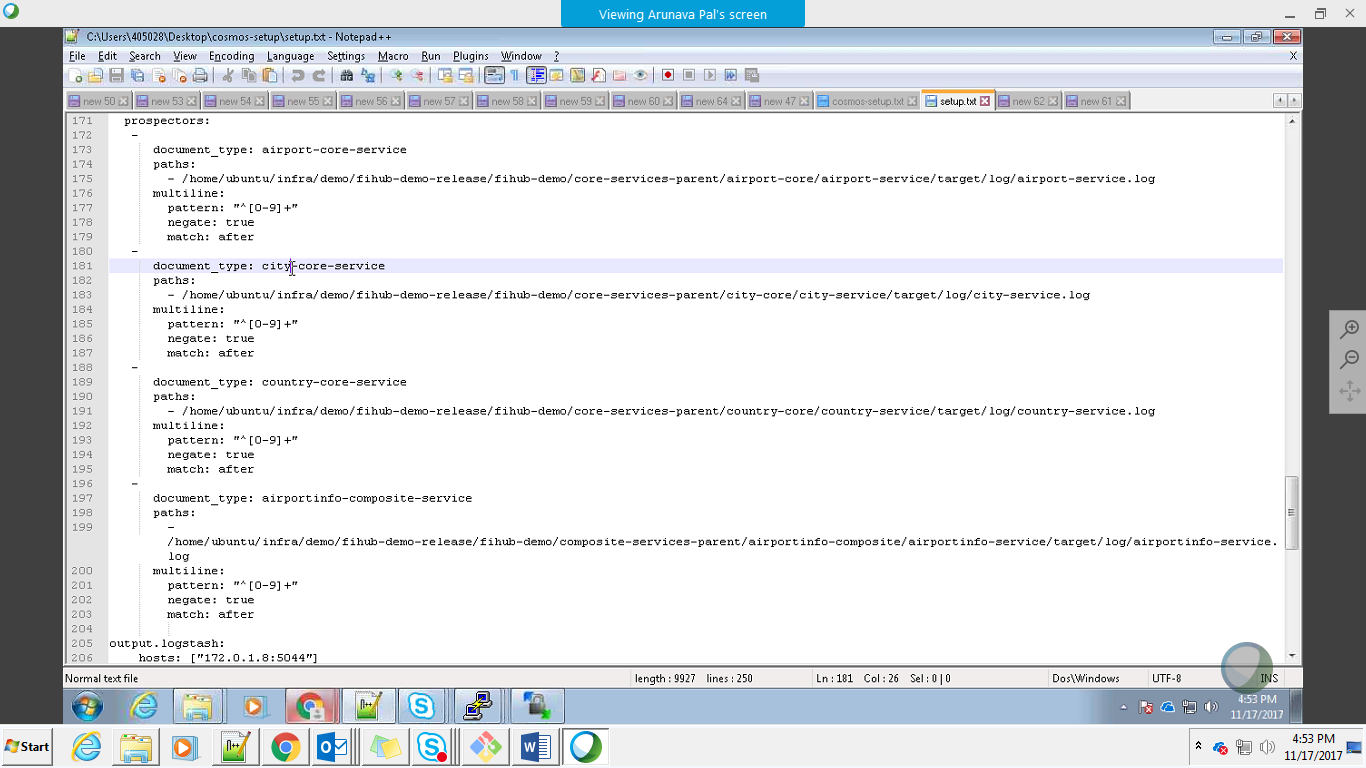 Viewing Arunava Pal's screen
C:\Users\405028\Desktop\cosmos-setup\setup.txt - Notepad++
File Edit Search View Encoding Language Settings Macro Run Plugins Window ? X
new 50 new 53 new 54 new 55 new 56 new 57 new 58 new 59 new 60 new 64 new 47 cosmos-setup.txt setup.txt new 62 new 61
171 prospectors:
172 -
173 document_type: airport-core-service
174 paths:
175 - /home/ubuntu/infra/demo/fihub-demo-release/fihub-demo/core-services-parent/airport-core/airport-service/target/log/airport-service.log
176 multiline:
177 pattern: "^[0-9]+"
178 negate: true
179 match: after
180 -
181 document_type: city-core-service
182 paths:
183 - /home/ubuntu/infra/demo/fihub-demo-release/fihub-demo/core-services-parent/city-core/city-service/target/log/city-service.log
184 multiline:
185 pattern: "^[0-9]+"
186 negate: true
187 match: after
188 -
189 document_type: country-core-service
190 paths:
191 - /home/ubuntu/infra/demo/fihub-demo-release/fihub-demo/core-services-parent/country-core/country-service/target/log/country-service.log
192 multiline:
193 pattern: "^[0-9]+"
194 negate: true
195 match: after
196 -
197 document_type: airportinfo-composite-service
198 paths:
199 -
/home/ubuntu/infra/demo/fihub-demo-release/fihub-demo/composite-services-parent/airportinfo-composite/airportinfo-service/target/log/airportinfo-service.
log
200 multiline:
201 pattern: "^[0-9]+"
202 negate: true
203 match: after
204
205 output.logstash:
206 hosts: ["172.0.1.8:5044"]
Normal text file length : 9927 lines : 250 Ln : 181 Col : 26 Sel : 0 | 0 Dos\Windows UTF-8 INS
4:53 PM
11/17/2017
Start
4:53 PM
11/17/2017